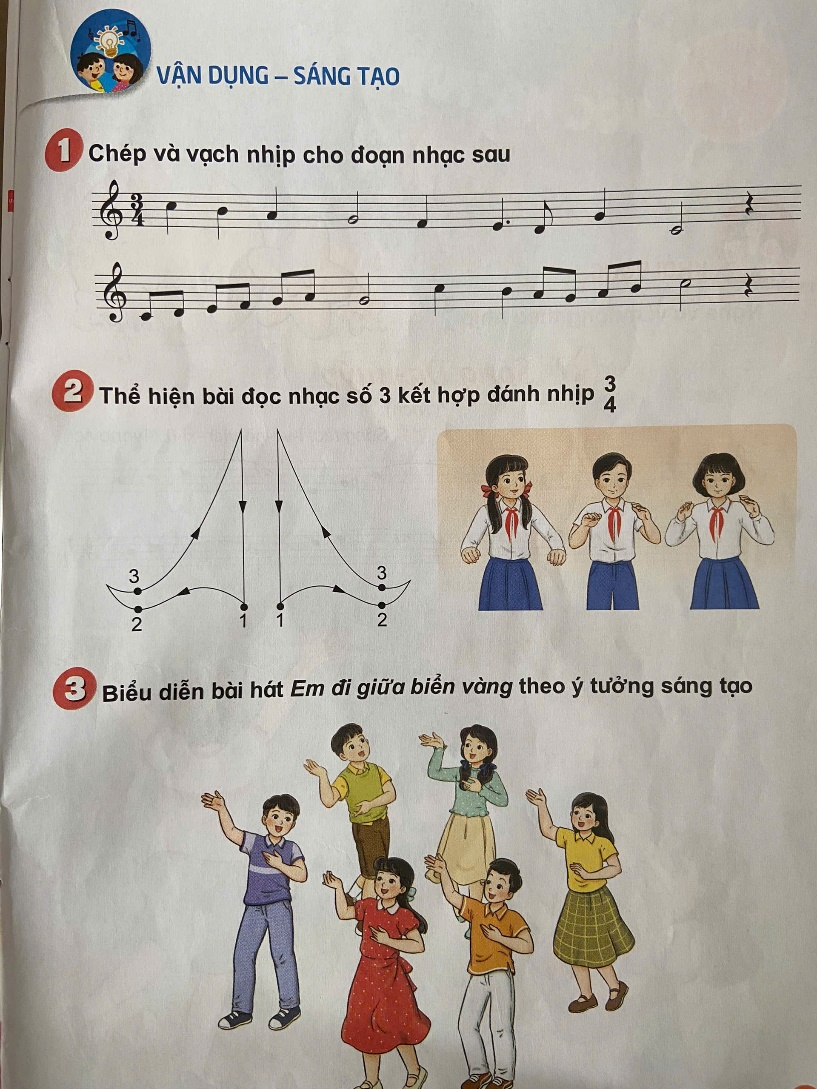 VẬN DỤNG – SÁNG TẠO
1 Chép và vạch nhịp cho đoạn nhạc sau
3
4
2 Thể hiện bài đọc nhạc số 3 kết hợp đánh nhịp 3/4
3 3
2 1 1 2
3 Biểu diễn bài hát Em đi giữa biển vàng theo ý tưởng sáng tạo